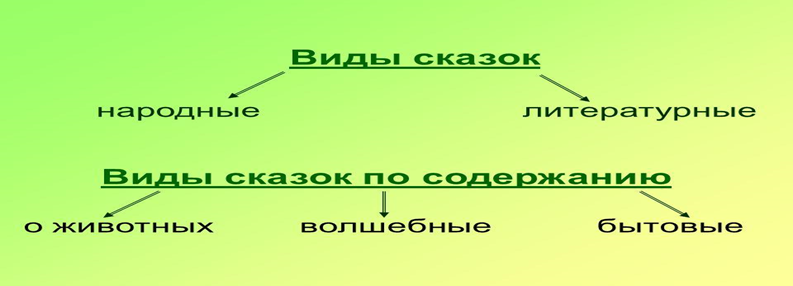 Виды сказок
народные литературные
Виды сказок по содержанию
о животных волшебные бытовые